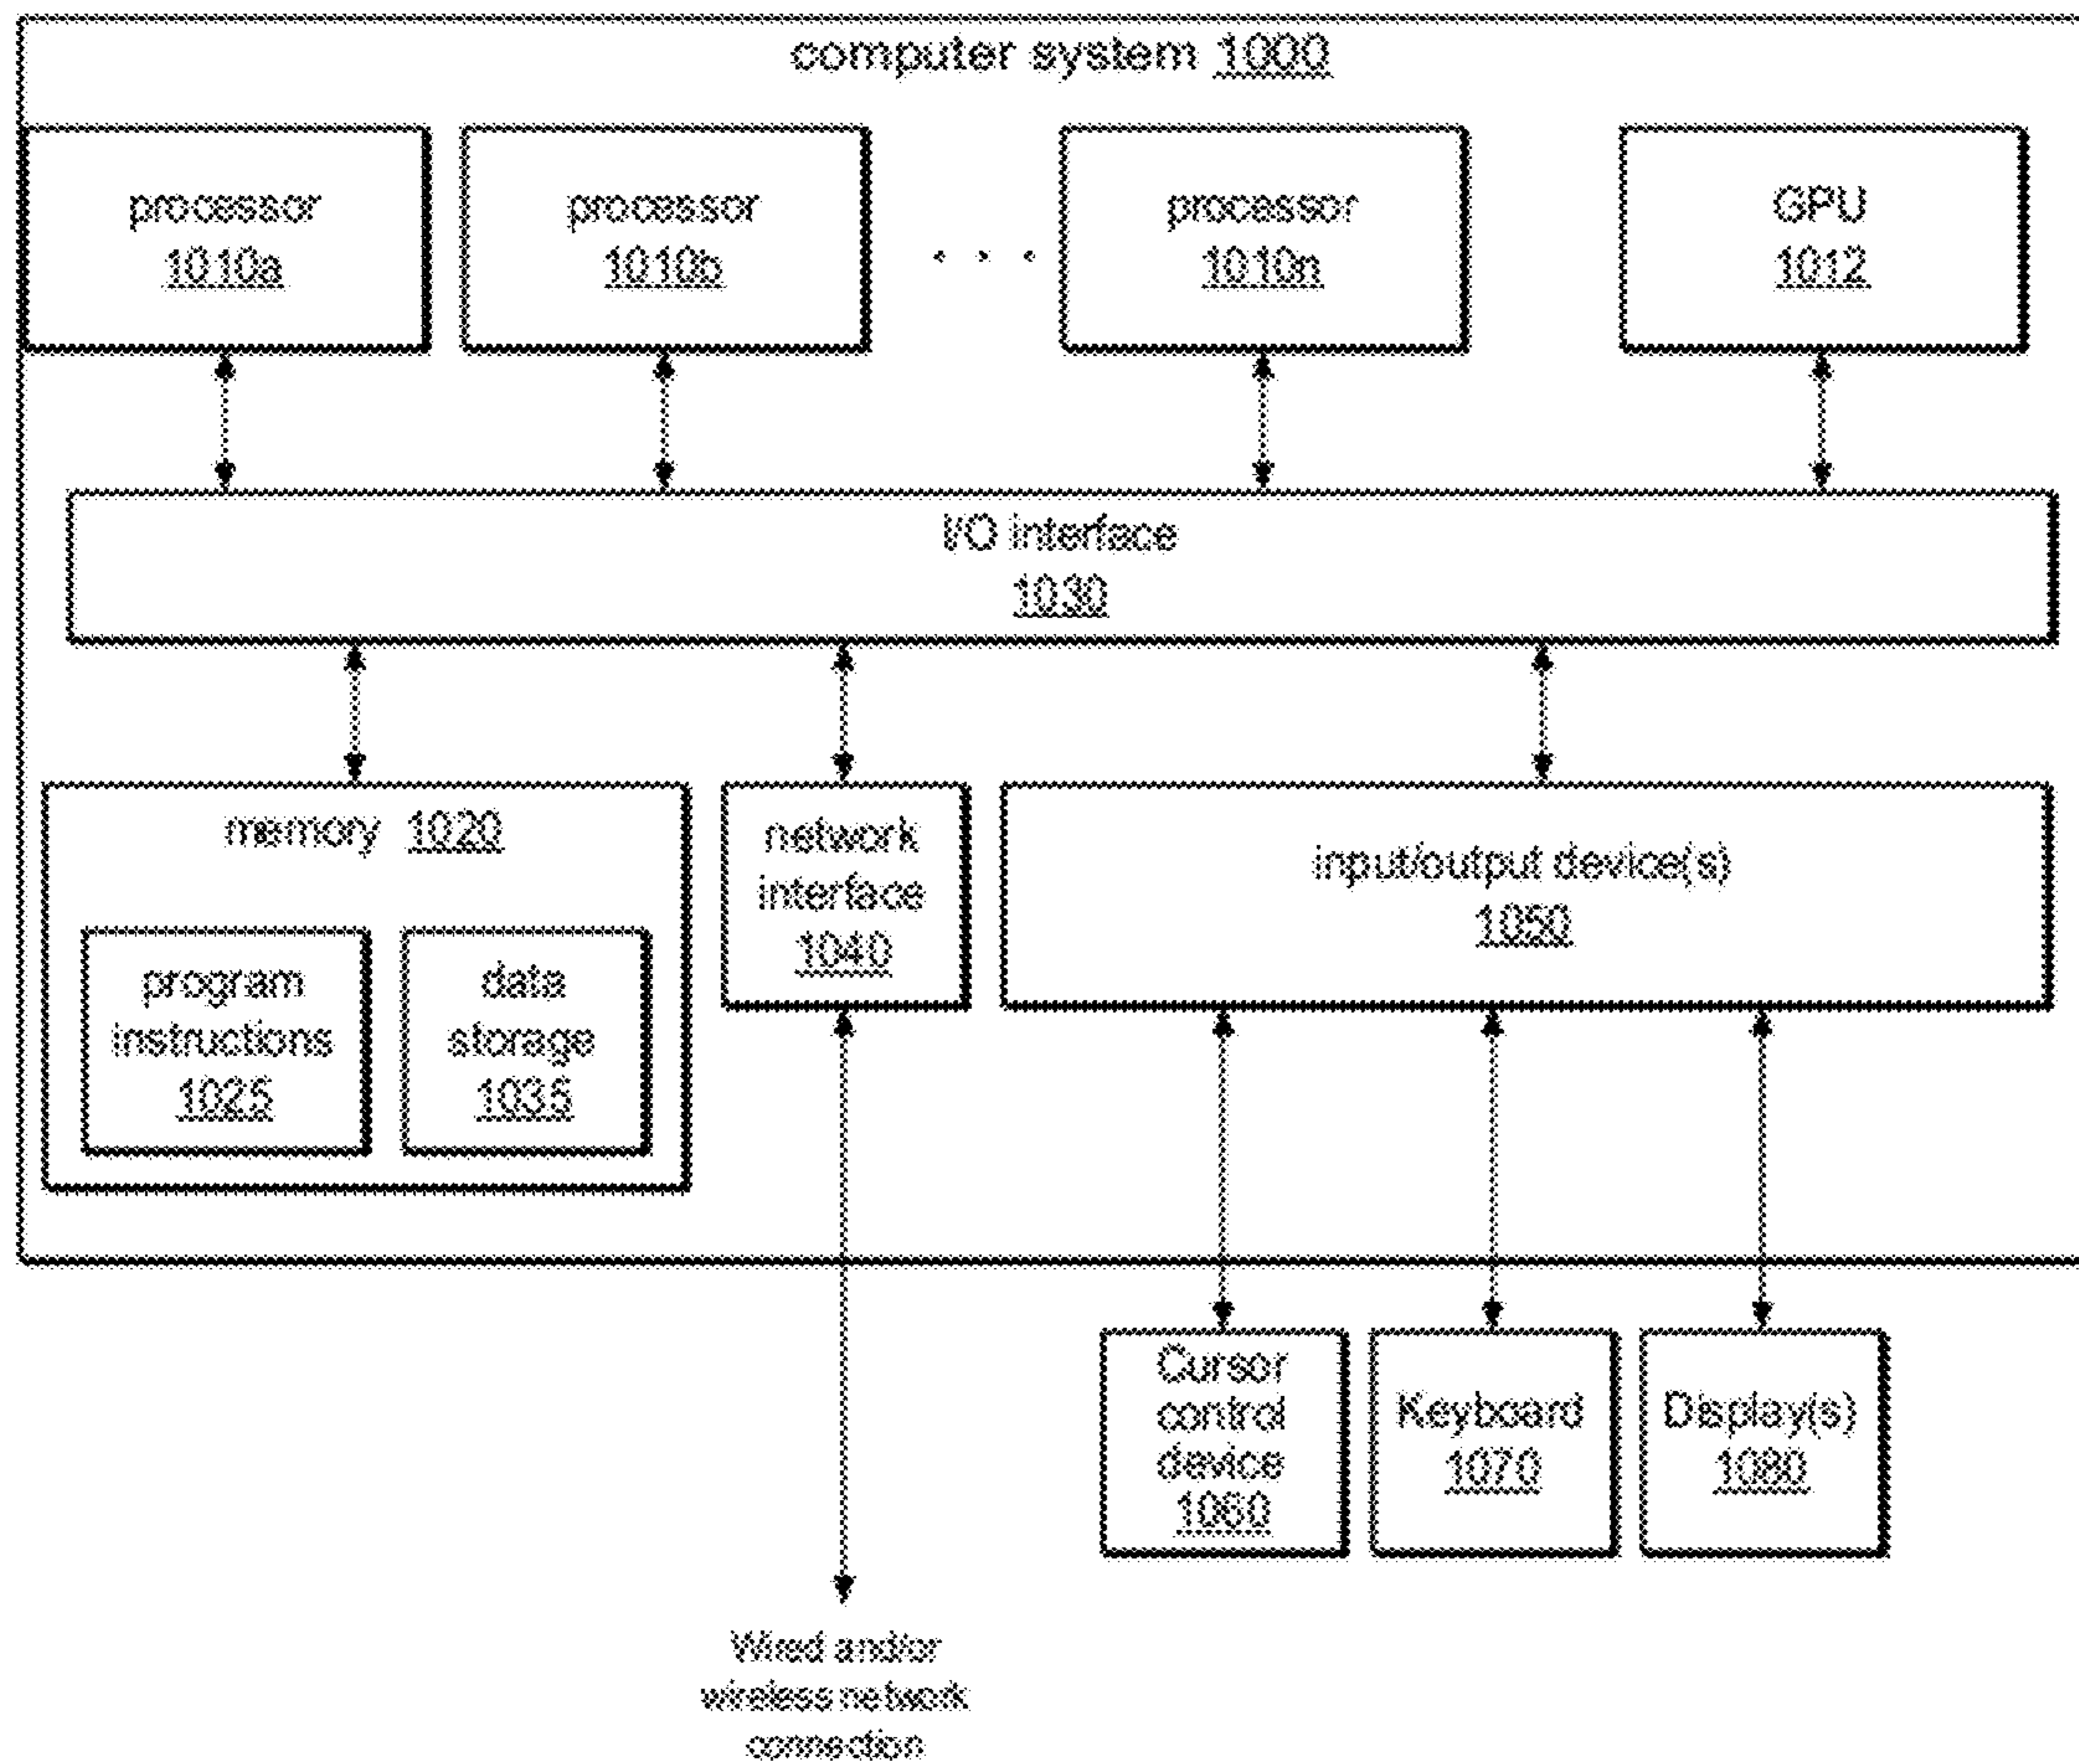 computer system 1000
processor
1010a
processor
1010b
. . .
processor
1010n
GPU
1012
I/O interface
1030
memory 1020
program
instructions
1025
data
storage
1035
network
interface
1040
input/output device(s)
1050
Cursor
control
device
1060
Keyboard
1070
Display(s)
1080
Wired and/or
wireless network
connection